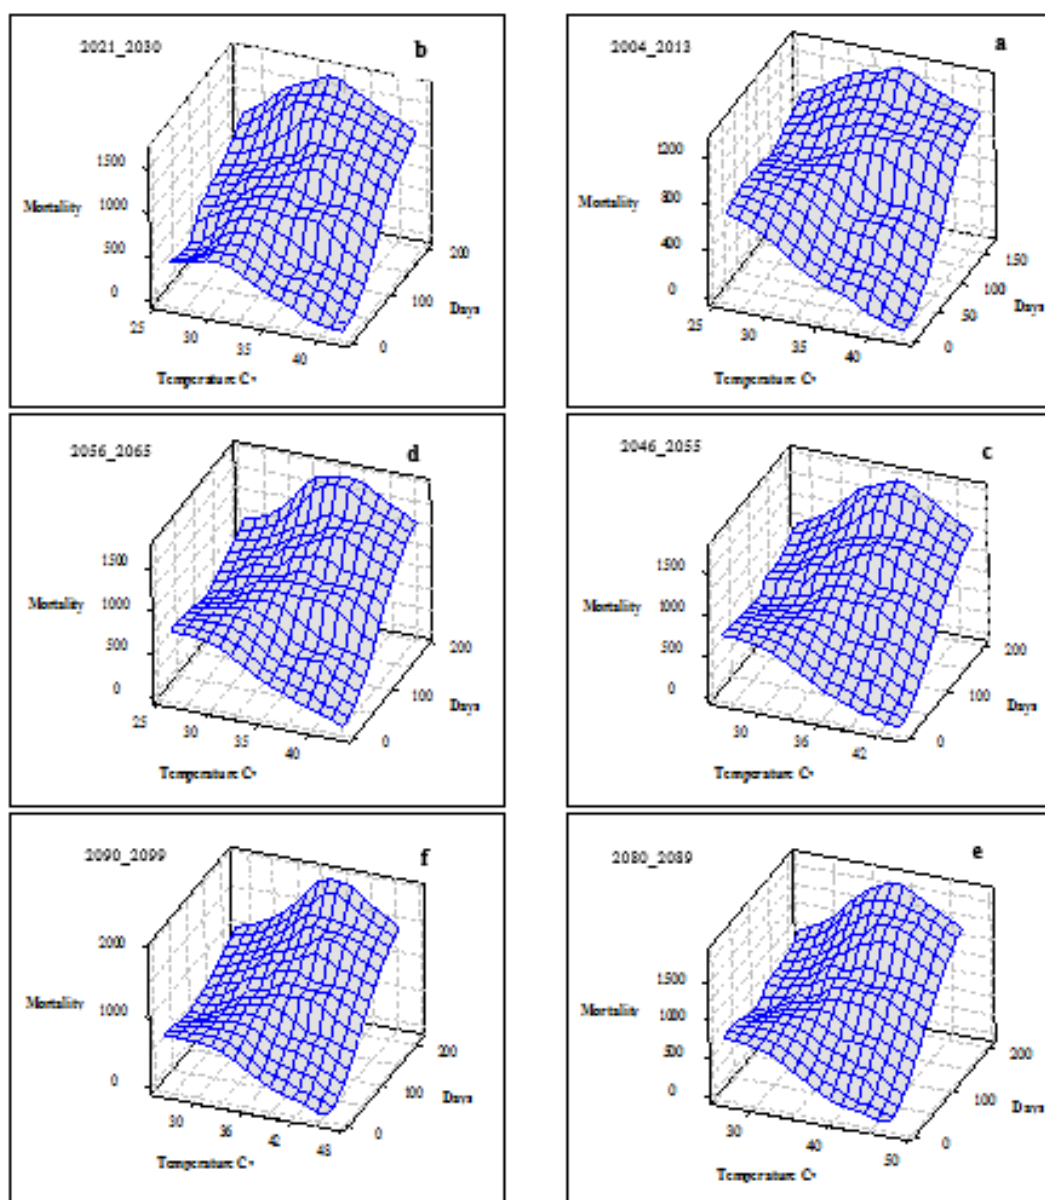 2021_2030 b
1500
Mortality 1000
500
0
200
100
Days
0
25 30 35 40
Temperature C°
2004_2013 a
1200
Mortality 800
400
0
150
100
Days
50
0
25 30 35 40
Temperature C°
2056_2065 d
1500
Mortality 1000
500
0
200
100
Days
0
25 30 35 40
Temperature C°
2046_2055 c
1500
Mortality 1000
500
0
200
100
Days
0
30 36 42
Temperature C°
2090_2099 f
2000
Mortality 1000
0
200
100
Days
0
30 36 42 48
Temperature C°
2080_2089 e
1500
Mortality 1000
500
0
200
100
Days
0
30 40 50
Temperature C°